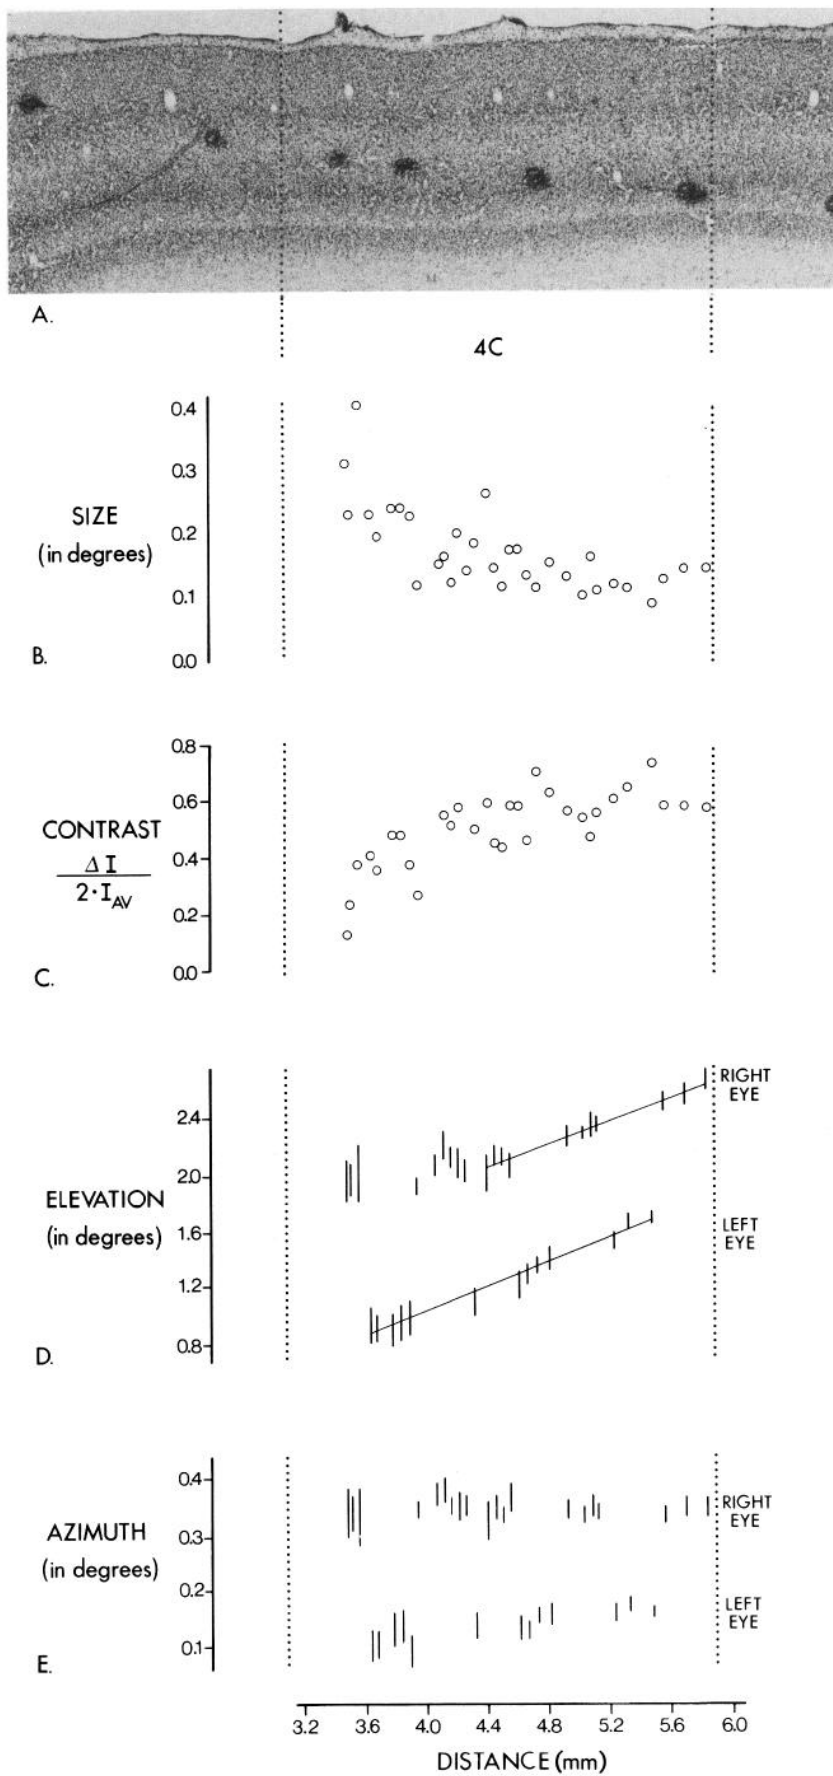 A.
4C
0.4
0.3
SIZE
0.2
(in degrees)
0.1
B.
0.0
0.8
CONTRAST
0.6
ΔI
0.4
2·I_AV
0.2
C.
0.0
RIGHT
EYE
2.4
ELEVATION
2.0
(in degrees)
1.6
LEFT
EYE
1.2
D.
0.8
0.4
RIGHT
EYE
AZIMUTH
0.3
(in degrees)
0.2
LEFT
EYE
0.1
E.
3.2 3.6 4.0 4.4 4.8 5.2 5.6 6.0
DISTANCE (mm)